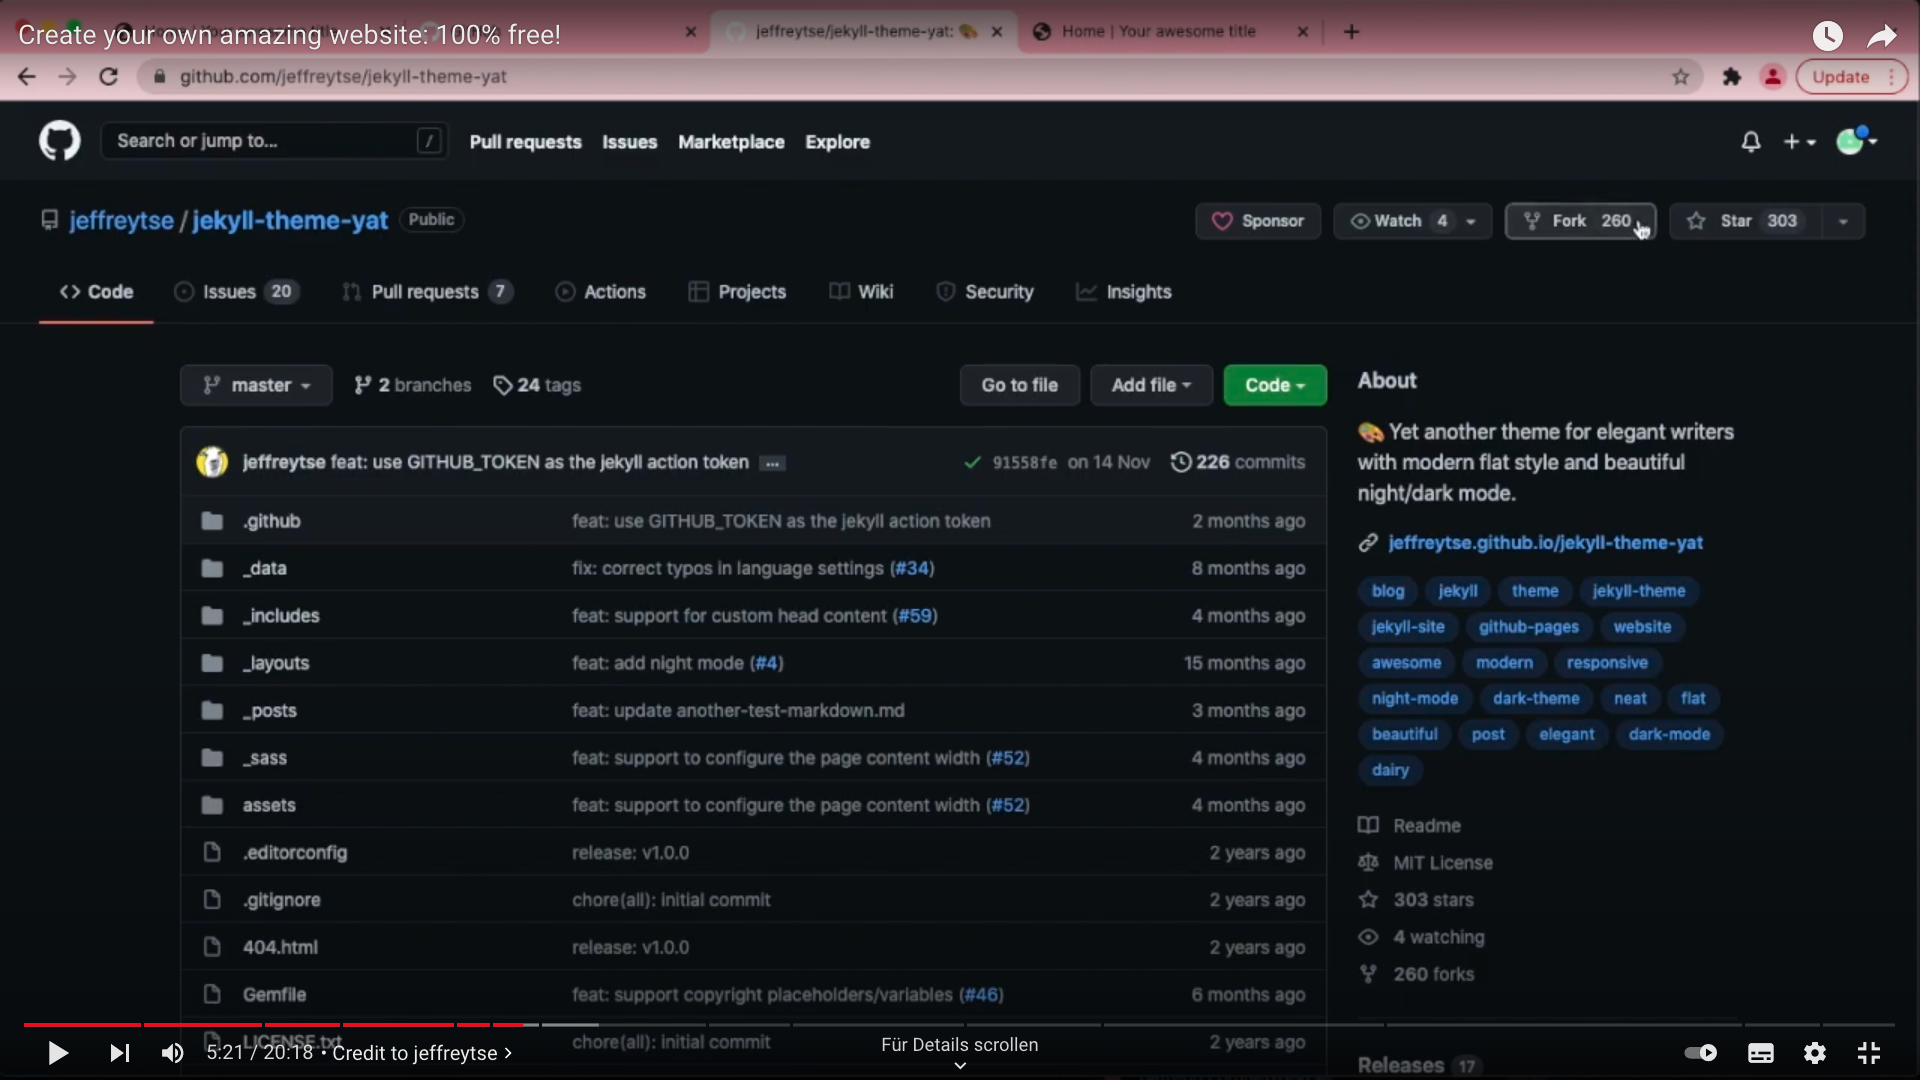 Create your own amazing website: 100% free!
jeffreytse/jekyll-theme-yat: 🎨
Home | Your awesome title
github.com/jeffreytse/jekyll-theme-yat
Update
Search or jump to...
/
Pull requests
Issues
Marketplace
Explore
jeffreytse / jekyll-theme-yat
Public
Sponsor
Watch 4
Fork 260
Star 303
Code
Issues 20
Pull requests 7
Actions
Projects
Wiki
Security
Insights
master
2 branches
24 tags
Go to file
Add file
Code
jeffreytse feat: use GITHUB_TOKEN as the jekyll action token ...
91558fe on 14 Nov
226 commits
.github
feat: use GITHUB_TOKEN as the jekyll action token
2 months ago
_data
fix: correct typos in language settings (#34)
8 months ago
_includes
feat: support for custom head content (#59)
4 months ago
_layouts
feat: add night mode (#4)
15 months ago
_posts
feat: update another-test-markdown.md
3 months ago
_sass
feat: support to configure the page content width (#52)
4 months ago
assets
feat: support to configure the page content width (#52)
4 months ago
.editorconfig
release: v1.0.0
2 years ago
.gitignore
chore(all): initial commit
2 years ago
404.html
release: v1.0.0
2 years ago
Gemfile
feat: support copyright placeholders/variables (#46)
6 months ago
LICENSE.txt
chore(all): initial commit
2 years ago
About
🎨 Yet another theme for elegant writers
with modern flat style and beautiful
night/dark mode.
jeffreytse.github.io/jekyll-theme-yat
blog jekyll theme jekyll-theme
jekyll-site github-pages website
awesome modern responsive
night-mode dark-theme neat flat
beautiful post elegant dark-mode
dairy
Readme
MIT License
303 stars
4 watching
260 forks
Releases 17
5:21 / 20:18 • Credit to jeffreytse
Für Details scrollen